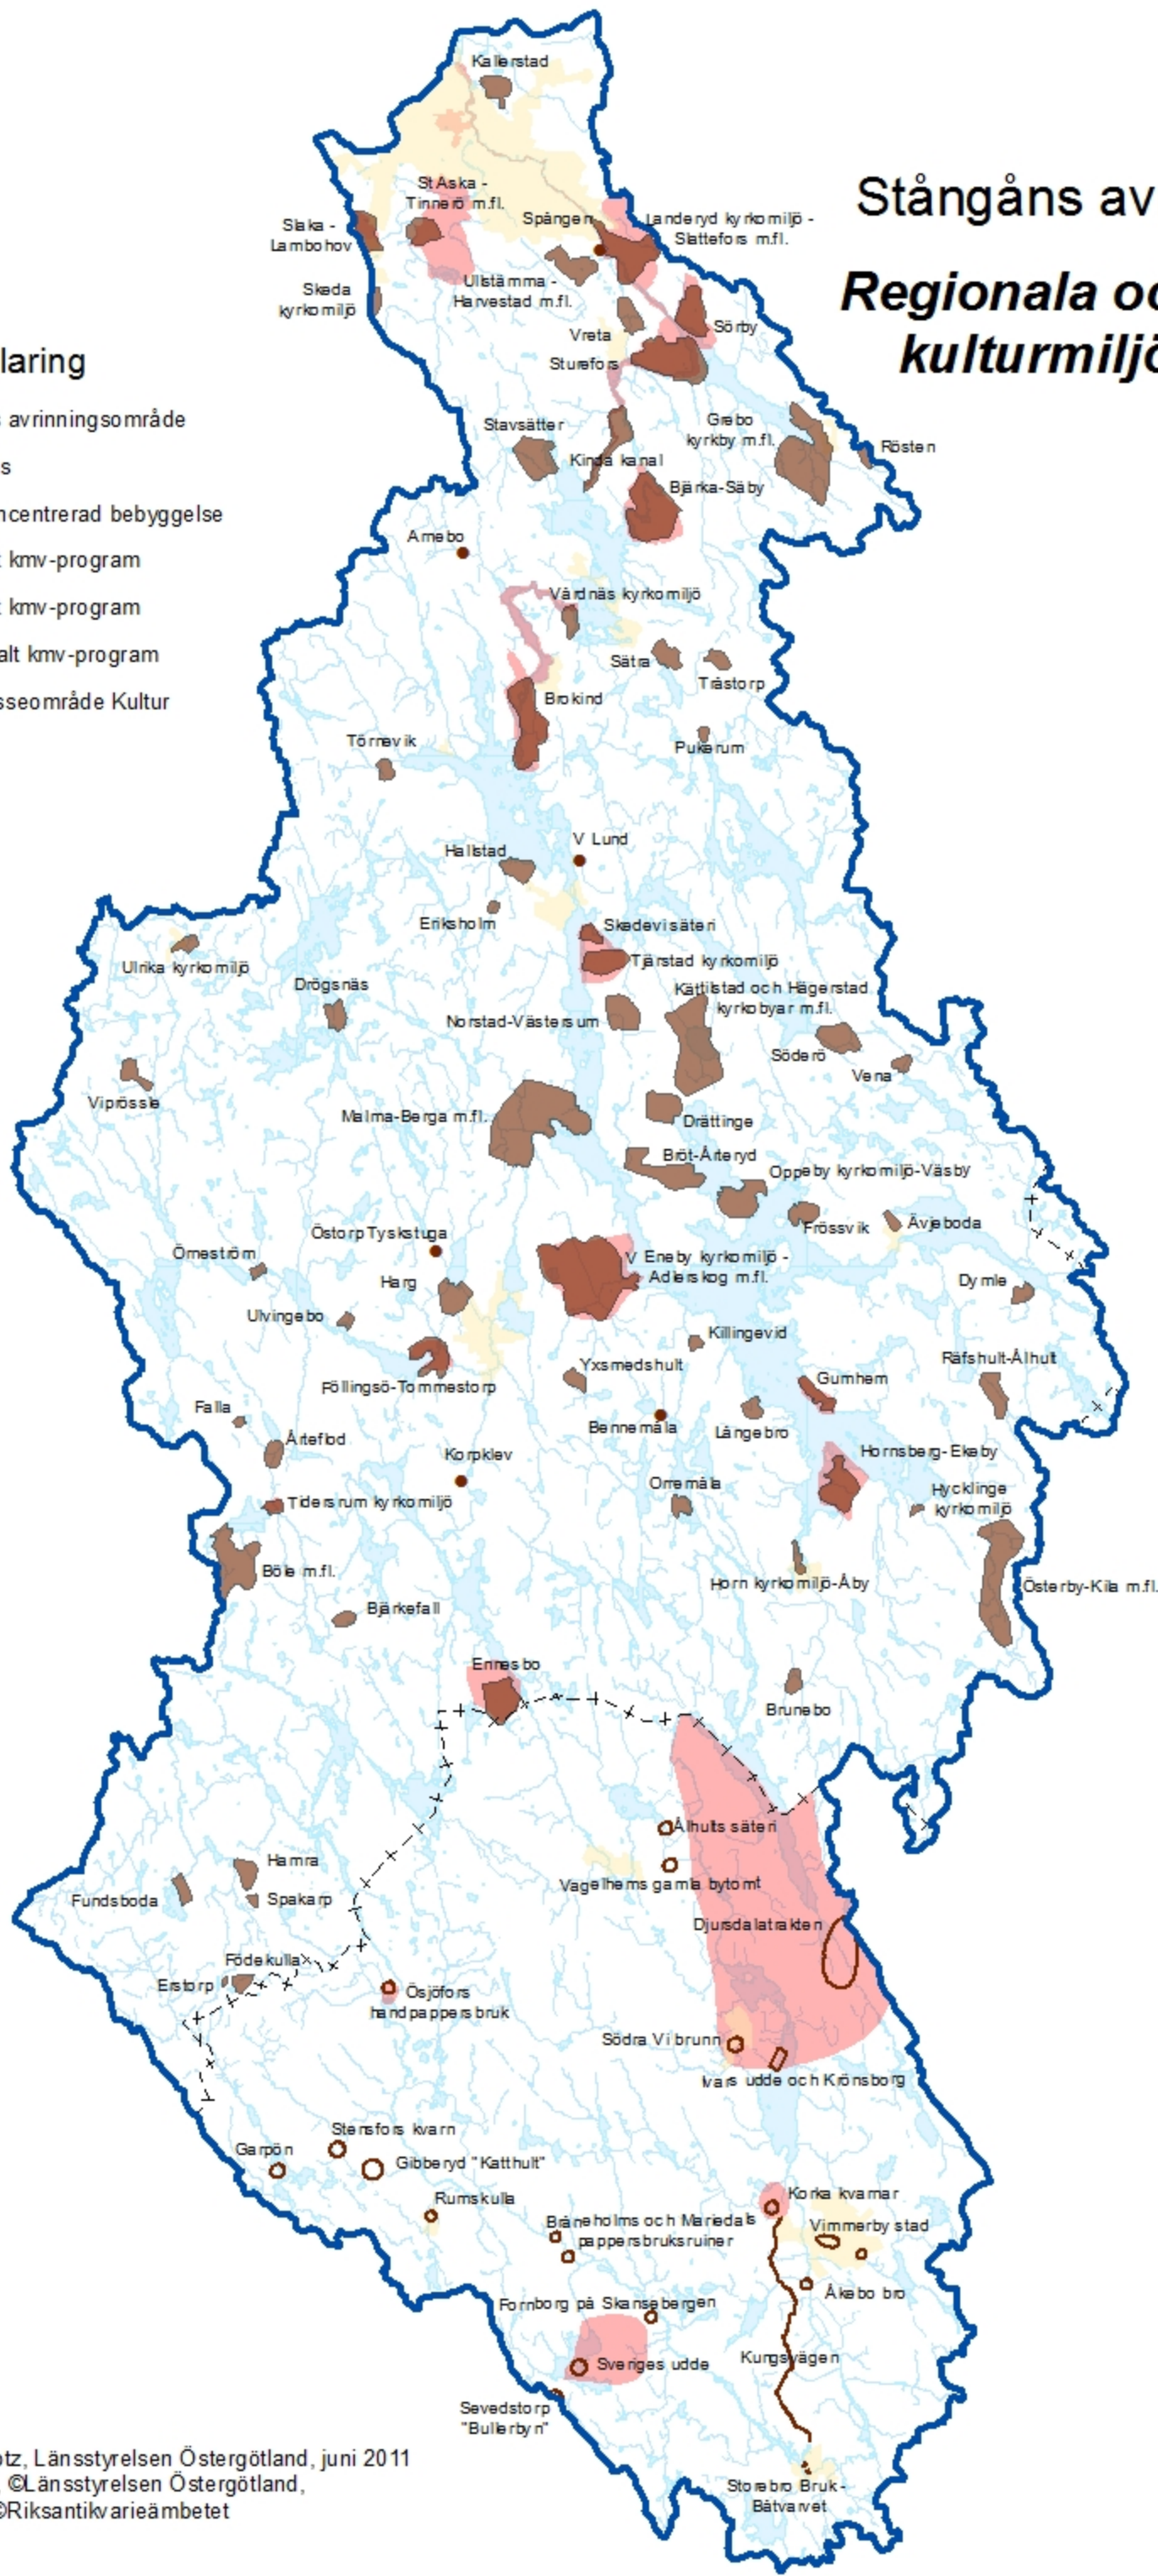 Stångåns av
Regionala oc
kulturmiljö
laring
s avrinningsområde
s
ncentrerad bebyggelse
t kmv-program
t kmv-program
alt kmv-program
sseområde Kultur
Kallerstad
St Aska -
Tinnerö m.fl.
Slaka -
Lambohov
Spången
Landeryd kyrkomiljö -
Slattefors m.fl.
Skeda
kyrkomiljö
Ullstämma -
Harvestad m.fl.
Vreta
Sörby
Sturefors
Stavsätter
Grebo
kyrkby m.fl.
Rösten
Kinda kanal
Bjärka-Säby
Arnebo
Vårdnäs kyrkomiljö
Sätra
Tråstorp
Brokind
Törnevik
Pukerum
V Lund
Hallstad
Eriksholm
Skedevi säteri
Ulrika kyrkomiljö
Tjärstad kyrkomiljö
Drögsnäs
Kättilstad och Hägerstad
kyrkobyar m.fl.
Norstad-Västersum
Söderö
Vena
Viprössle
Malma-Berga m.fl.
Drättinge
Bröt-Årteryd
Oppeby kyrkomiljö-Väsby
Frössvik
Ävjeboda
Östorp Tyskstuga
Örneström
V Eneby kyrkomiljö -
Adlerskog m.fl.
Harg
Dymle
Ulvingebo
Killingevid
Yxsmedshult
Räfshult-Ålhult
Föllingsö-Tommestorp
Gumhem
Falla
Bennemåla
Långebro
Årteflod
Korpklev
Hornsberg-Ekeby
Orremåla
Hycklinge
kyrkomiljö
Tidersrum kyrkomiljö
Böle m.fl.
Horn kyrkomiljö-Åby
Österby-Kila m.fl.
Bjärkefall
Ennesbo
Brunebo
Ålhults säteri
Hamra
Vagelhems gamla bytomt
Fundsboda
Spakarp
Djursdalatrakten
Födekulla
Erstorp
Ösjöfors
handpappersbruk
Södra Vi brunn
Ivars udde och Krönsborg
Stensfors kvarn
Garpön
Gibberyd "Katthult"
Rumskulla
Korka kvarnar
Bråneholms och Mariedals
pappersbruksruiner
Vimmerby stad
Åkebo bro
Fornborg på Skansebergen
Kungsvägen
Sveriges udde
Sevedstorp
"Bullerbyn"
Storebro Bruk -
Båtvarvet
otz, Länsstyrelsen Östergötland, juni 2011
, ©Länsstyrelsen Östergötland,
©Riksantikvarieämbetet